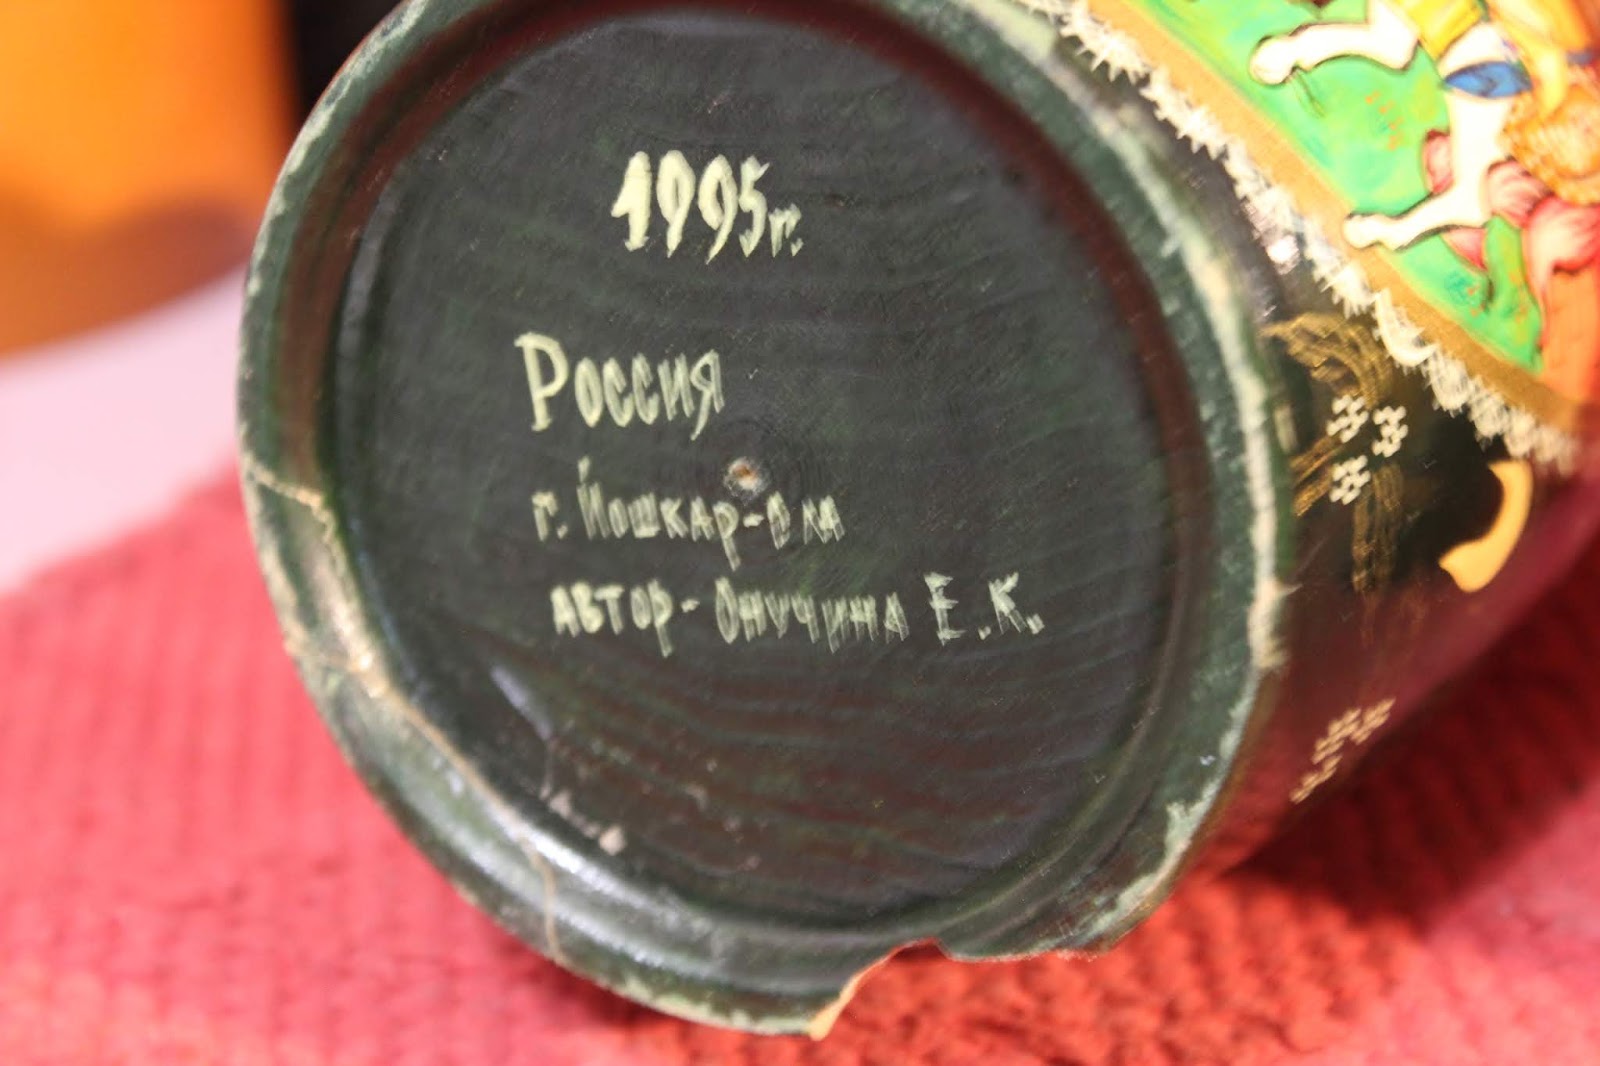 1995г.
Россия
г. Йошкар-Ола
автор- Онучина Е.К.